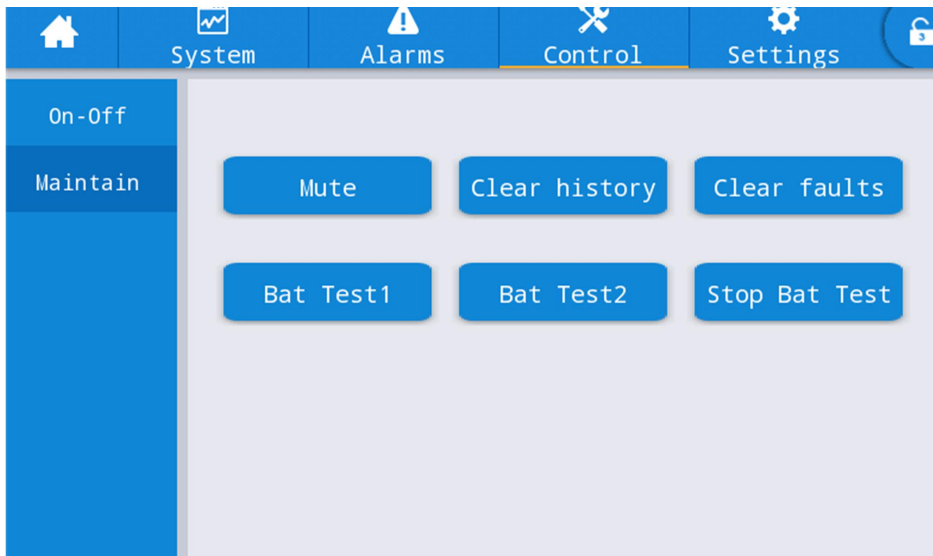 System
Alarms
Control
Settings
3
On-Off
Maintain
Mute
Clear history
Clear faults
Bat Test1
Bat Test2
Stop Bat Test